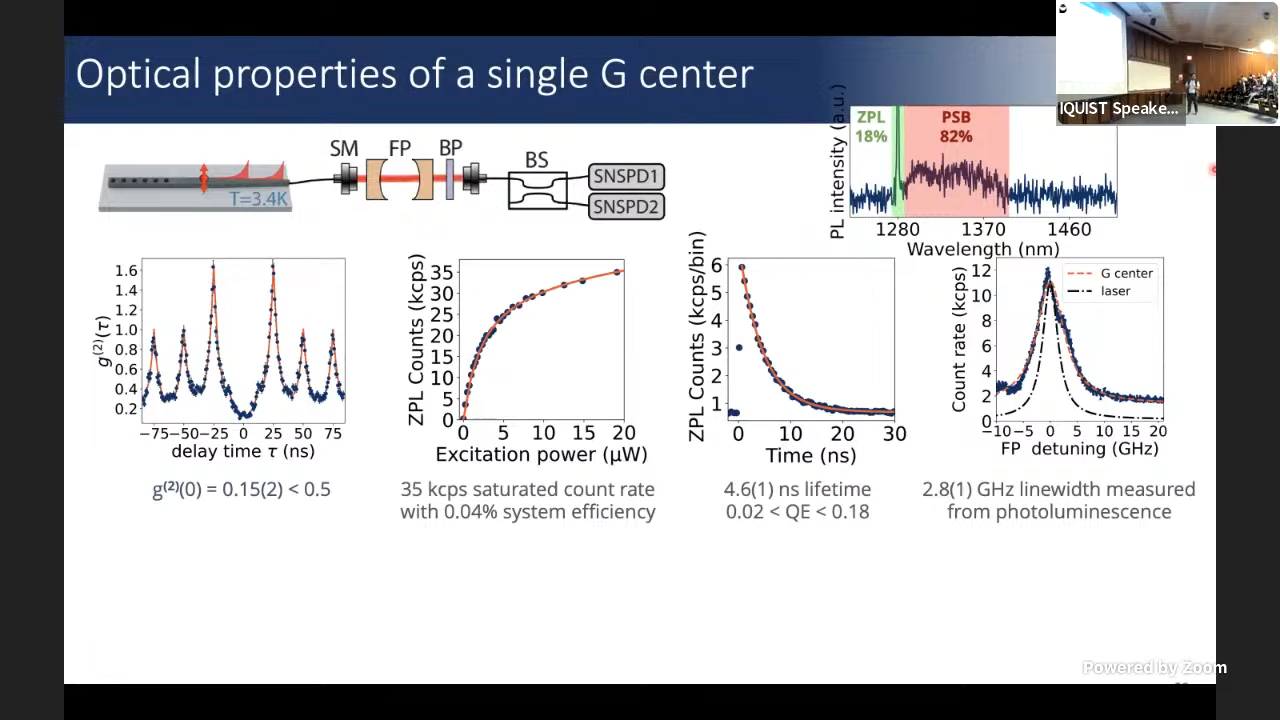 Optical properties of a single G center
IQUIST Speake...
SM
FP
BP
BS
SNSPD1
SNSPD2
T=3.4K
PL intensity (a.u.)
ZPL
18%
PSB
82%
1280
1370
1460
Wavelength (nm)
g⁽²⁾(τ)
1.6
1.4
1.2
1.0
0.8
0.6
0.4
0.2
−75−50−25 0 25 50 75
delay time τ (ns)
g⁽²⁾(0) = 0.15(2) < 0.5
ZPL Counts (kcps)
35
30
25
20
15
10
5
0
0 5 10 15 20
Excitation power (μW)
35 kcps saturated count rate
with 0.04% system efficiency
ZPL Counts (kcps/bin)
6
5
4
3
2
1
0 10 20 30
Time (ns)
4.6(1) ns lifetime
0.02 < QE < 0.18
Count rate (kcps)
12
10
8
6
4
2
0
G center
laser
−10−5 0 5 10 15 20
FP detuning (GHz)
2.8(1) GHz linewidth measured
from photoluminescence
Powered by Zoom